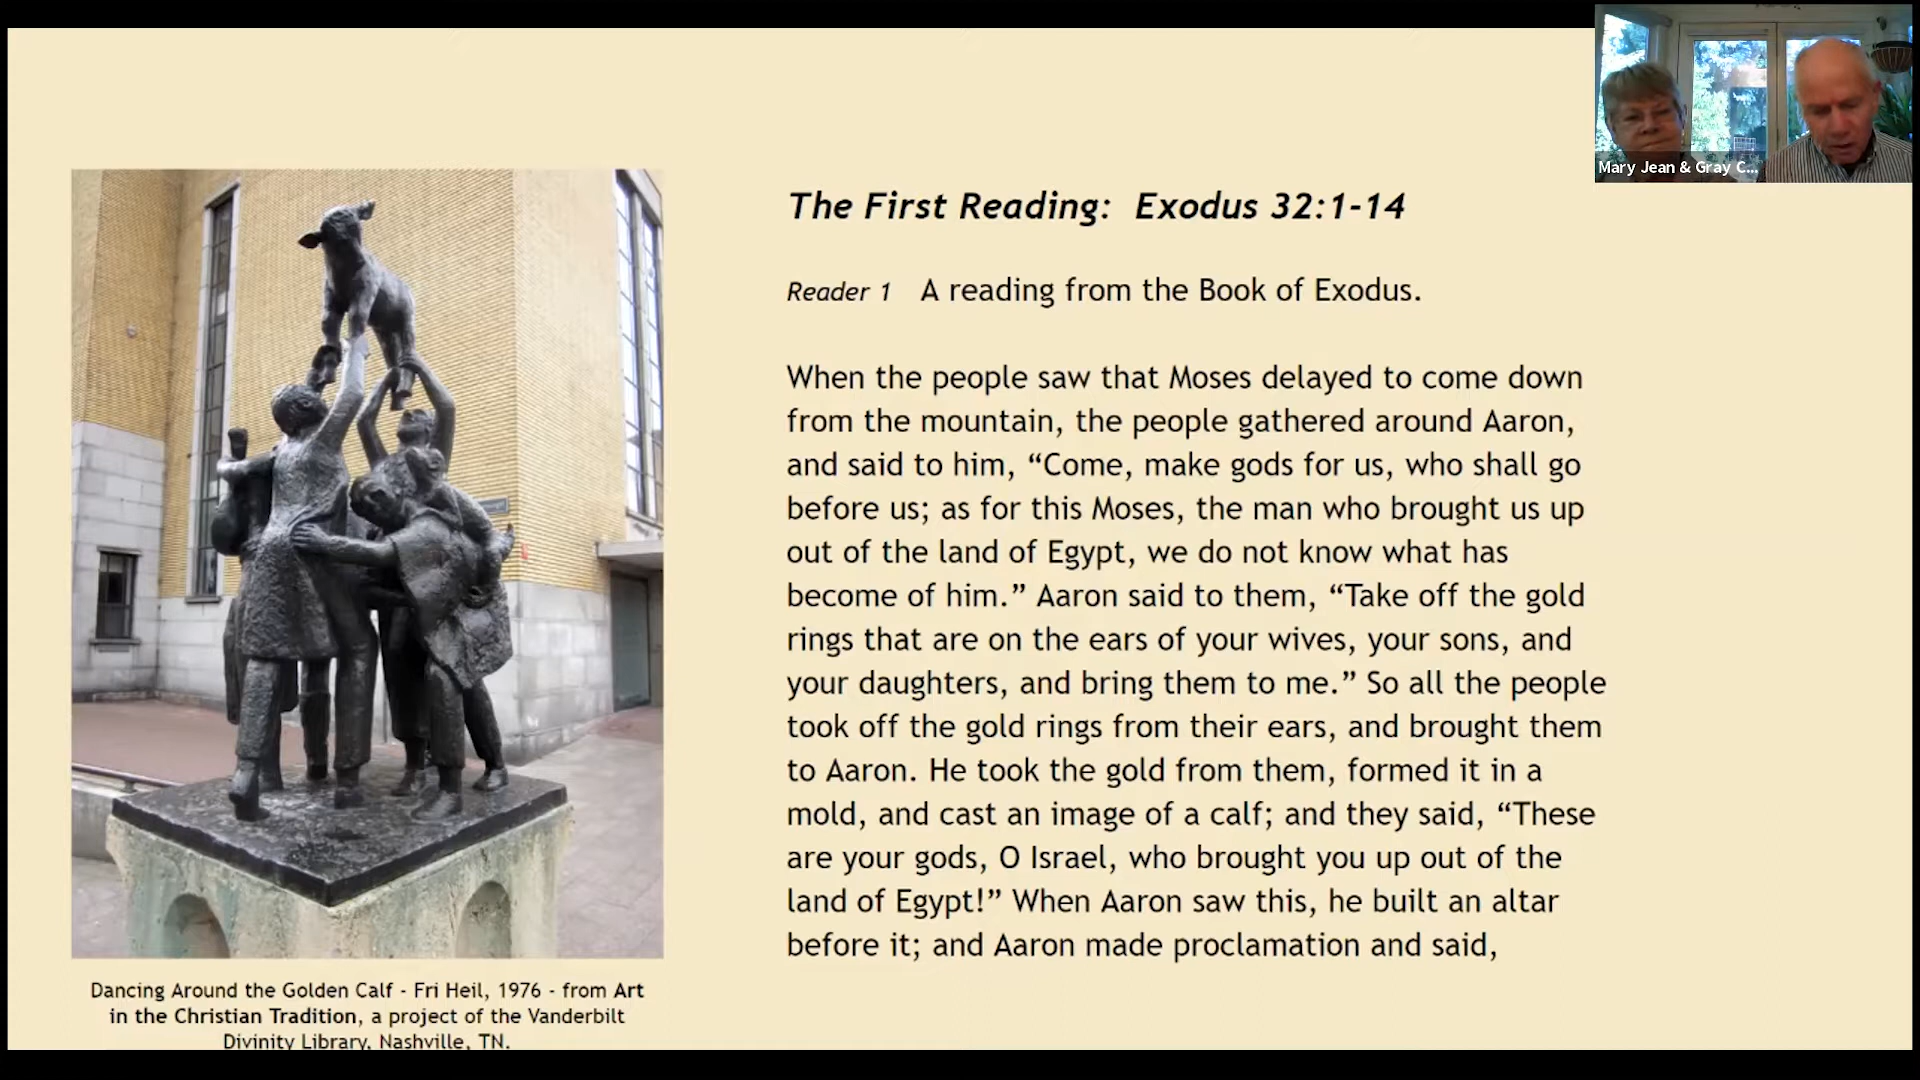 Mary Jean & Gray C...
The First Reading: Exodus 32:1-14
Reader 1 A reading from the Book of Exodus.
When the people saw that Moses delayed to come down
from the mountain, the people gathered around Aaron,
and said to him, “Come, make gods for us, who shall go
before us; as for this Moses, the man who brought us up
out of the land of Egypt, we do not know what has
become of him.” Aaron said to them, “Take off the gold
rings that are on the ears of your wives, your sons, and
your daughters, and bring them to me.” So all the people
took off the gold rings from their ears, and brought them
to Aaron. He took the gold from them, formed it in a
mold, and cast an image of a calf; and they said, “These
are your gods, O Israel, who brought you up out of the
land of Egypt!” When Aaron saw this, he built an altar
before it; and Aaron made proclamation and said,
Dancing Around the Golden Calf - Fri Heil, 1976 - from Art
in the Christian Tradition, a project of the Vanderbilt
Divinity Library, Nashville, TN.